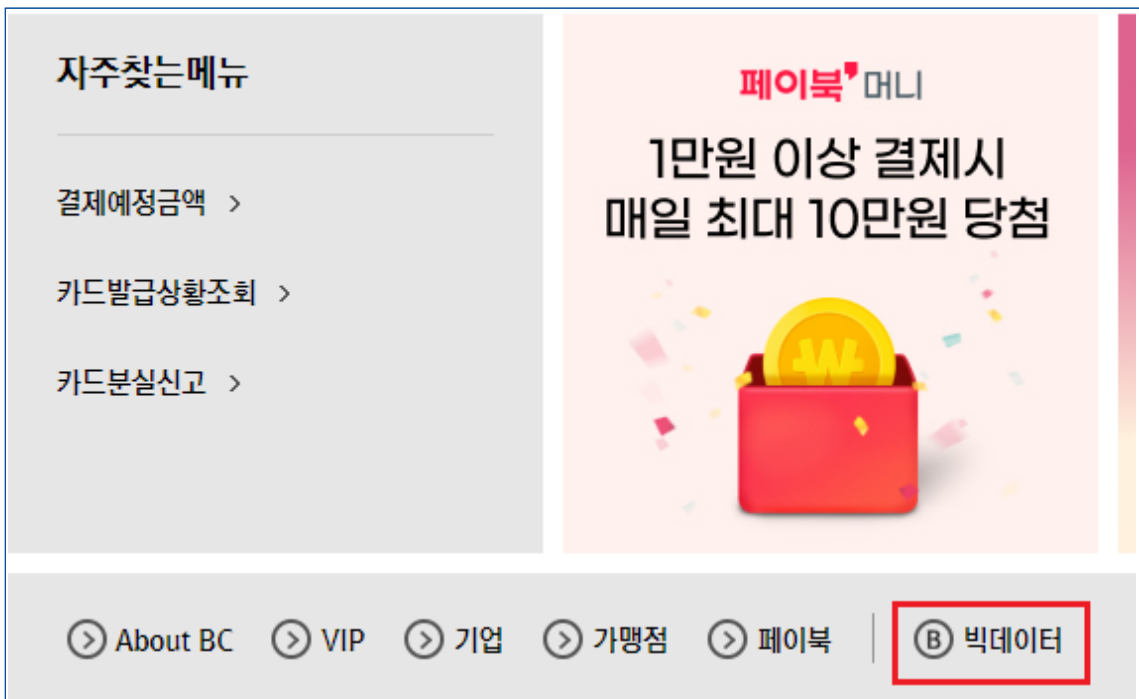 자주찾는메뉴
결제예정금액 >
카드발급상황조회 >
카드분실신고 >
페이북 머니
1만원 이상 결제시
매일 최대 10만원 당첨
₩
About BC VIP 기업 가맹점 페이북 B 빅데이터